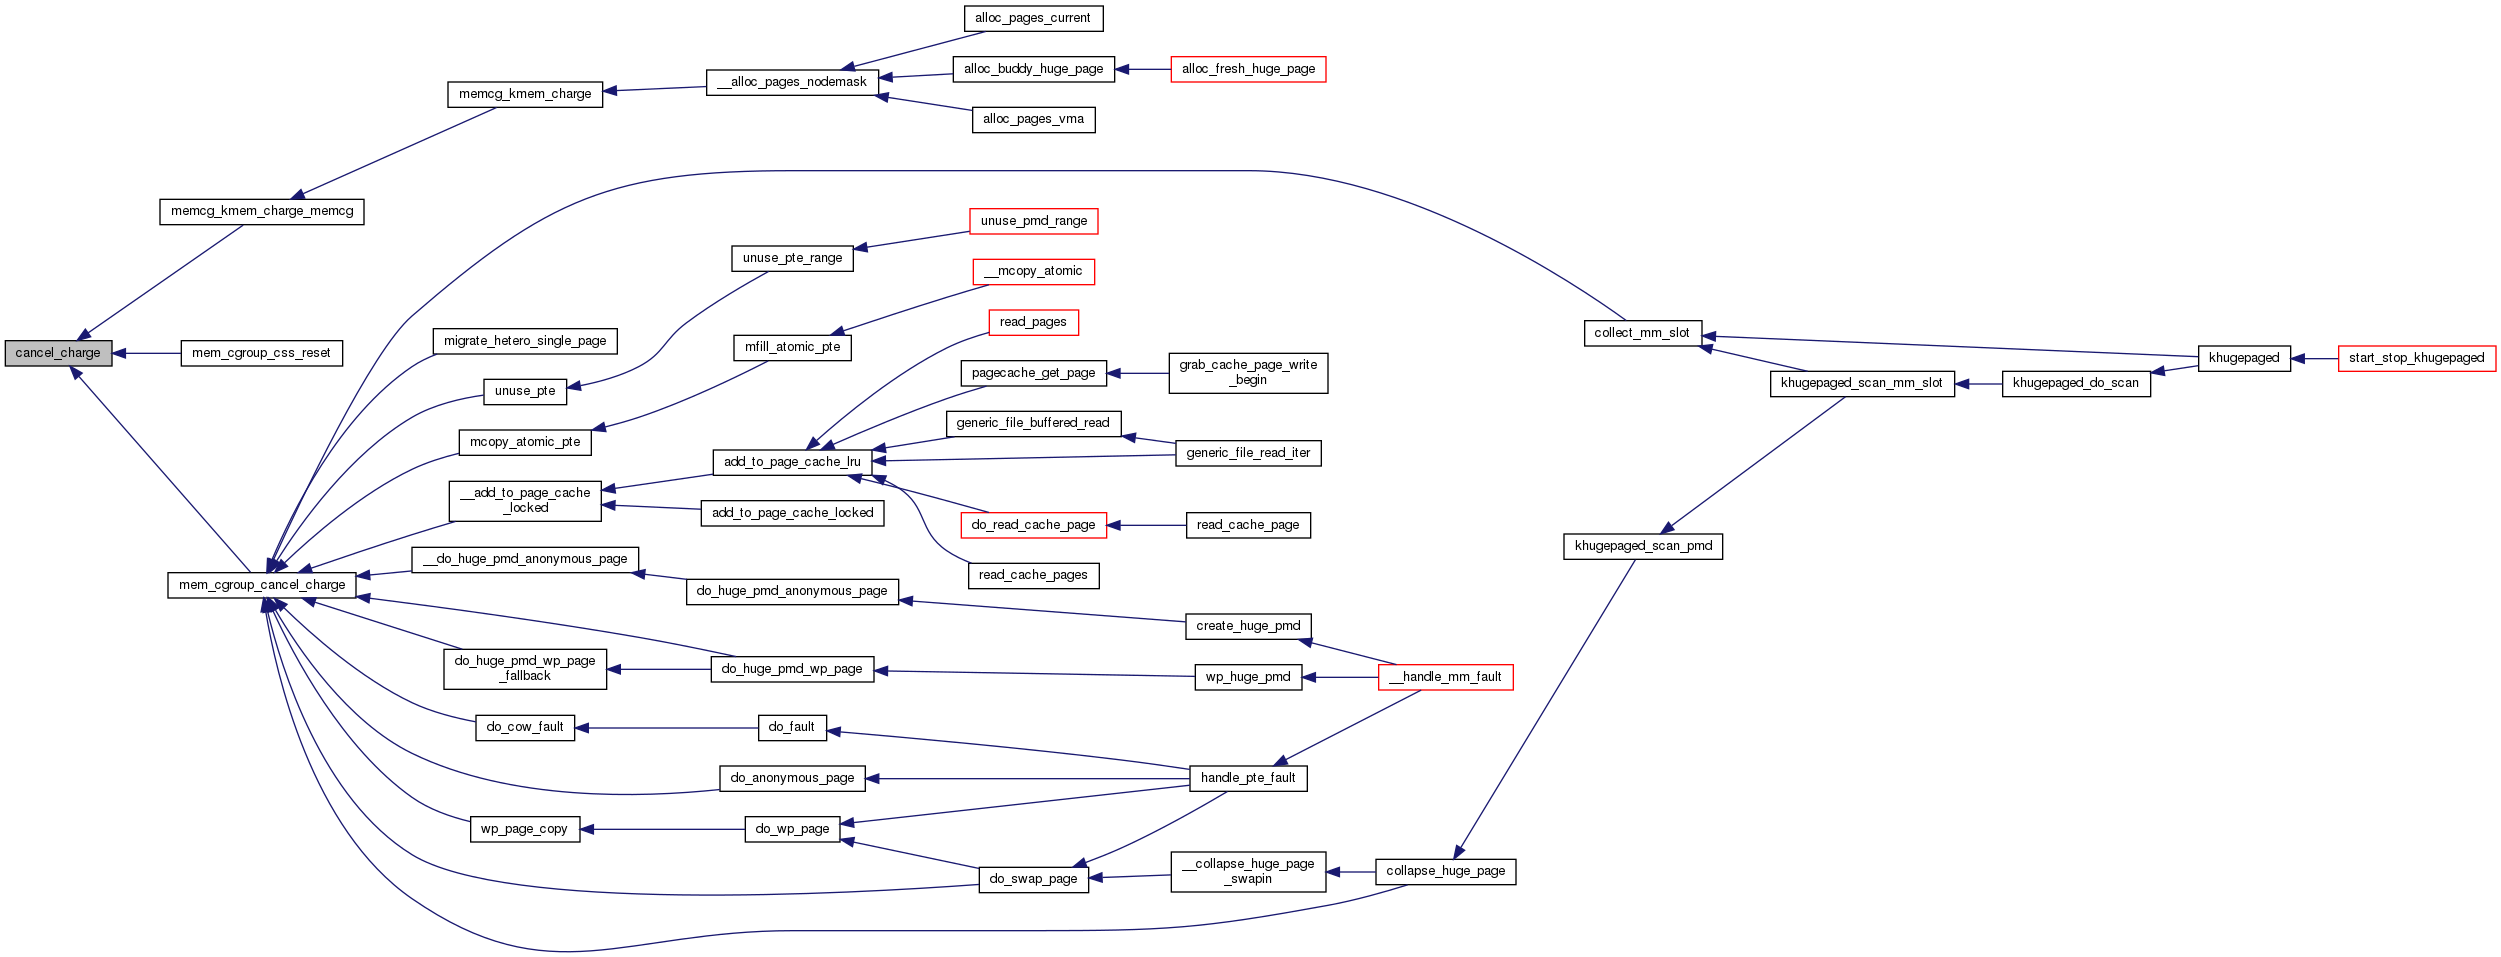 alloc_pages_current
alloc_buddy_huge_page
alloc_fresh_huge_page
__alloc_pages_nodemask
memcg_kmem_charge
alloc_pages_vma
memcg_kmem_charge_memcg
unuse_pmd_range
unuse_pte_range
__mcopy_atomic
read_pages
collect_mm_slot
migrate_hetero_single_page
mfill_atomic_pte
cancel_charge
mem_cgroup_css_reset
khugepaged
start_stop_khugepaged
pagecache_get_page
grab_cache_page_write
_begin
khugepaged_scan_mm_slot
khugepaged_do_scan
unuse_pte
generic_file_buffered_read
mcopy_atomic_pte
generic_file_read_iter
add_to_page_cache_lru
__add_to_page_cache
_locked
add_to_page_cache_locked
do_read_cache_page
read_cache_page
khugepaged_scan_pmd
__do_huge_pmd_anonymous_page
read_cache_pages
mem_cgroup_cancel_charge
do_huge_pmd_anonymous_page
create_huge_pmd
do_huge_pmd_wp_page
_fallback
do_huge_pmd_wp_page
wp_huge_pmd
__handle_mm_fault
do_cow_fault
do_fault
do_anonymous_page
handle_pte_fault
wp_page_copy
do_wp_page
do_swap_page
__collapse_huge_page
_swapin
collapse_huge_page